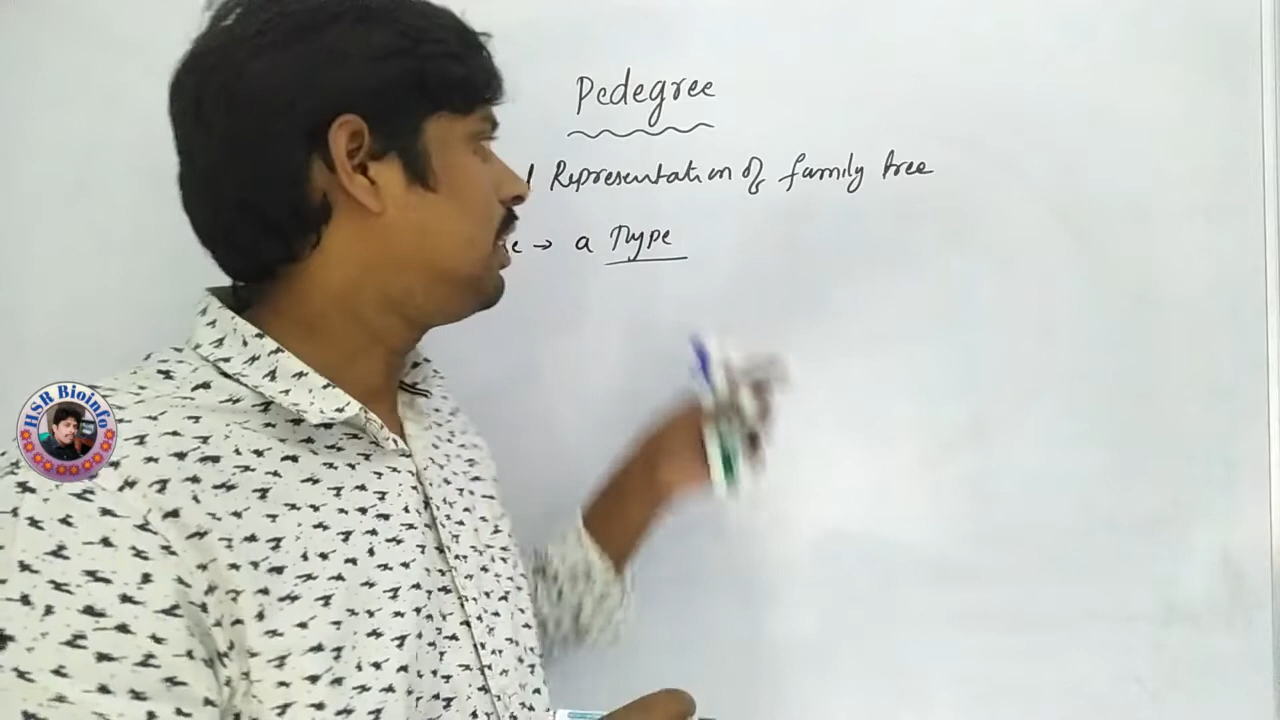 Pedegree
Representation of family tree
→ a Type
HSR Bioinfo